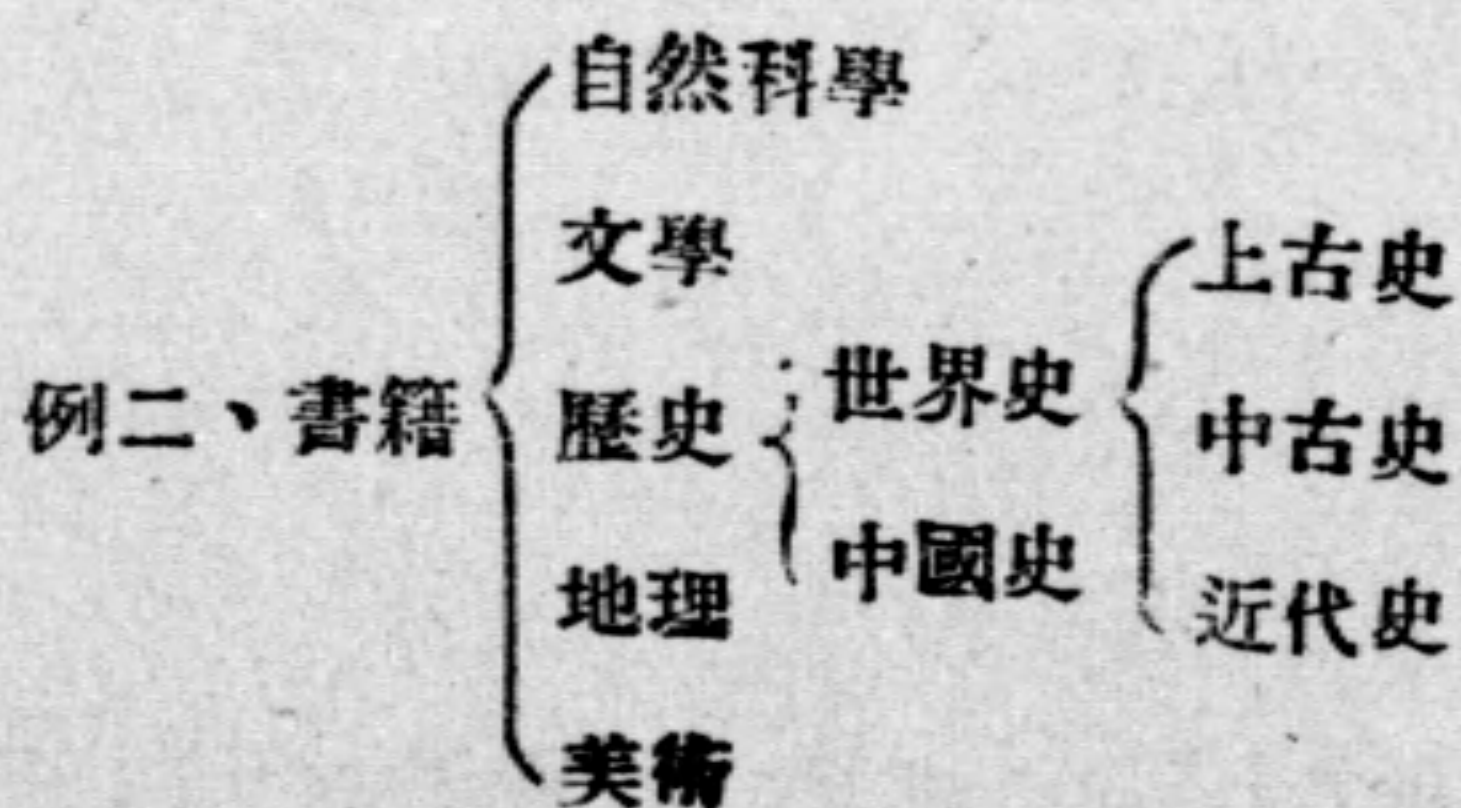 例二、書籍
自然科學
文學
歷史
地理
美術
世界史
中國史
上古史
中古史
近代史